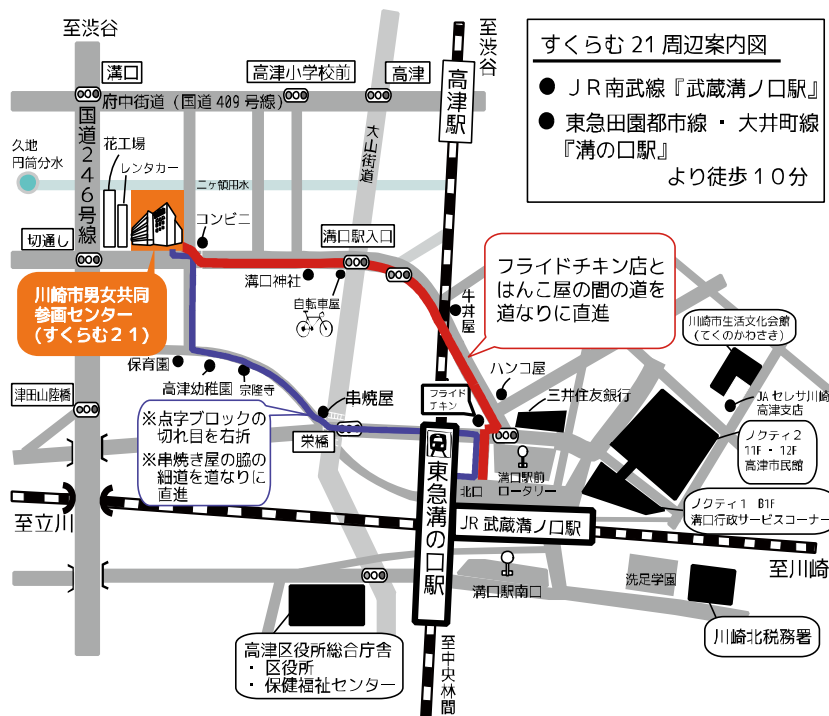 至渋谷
至渋谷
すくらむ21周辺案内図
● JR南武線『武蔵溝ノ口駅』
● 東急田園都市線・大井町線
『溝の口駅』
より徒歩10分
溝口
高津小学校前
高津
高津駅
府中街道(国道409号線)
国道246号線
大山街道
久地
円筒分水
花工場
レンタカー
二ヶ領用水
コンビニ
切通し
溝口駅入口
溝口神社
自転車屋
牛丼屋
フライドチキン店と
はんこ屋の間の道を
道なりに直進
川崎市男女共同
参画センター
(すくらむ21)
川崎市生活文化会館
(てくのかわさき)
保育園
高津幼稚園
宗隆寺
ハンコ屋
三井住友銀行
JAセレサ川崎
高津支店
津田山陸橋
串焼屋
フライド
チキン
※点字ブロックの
切れ目を右折
※串焼き屋の脇の
細道を道なりに
直進
栄橋
ノクティ2
11F・12F
高津市民館
溝口駅前
ロータリー
北口
東急溝の口駅
ノクティ1 B1F
溝口行政サービスコーナー
至立川
JR武蔵溝ノ口駅
至川崎
溝口駅南口
洗足学園
川崎北税務署
高津区役所総合庁舎
・区役所
・保健福祉センター
至中央林間